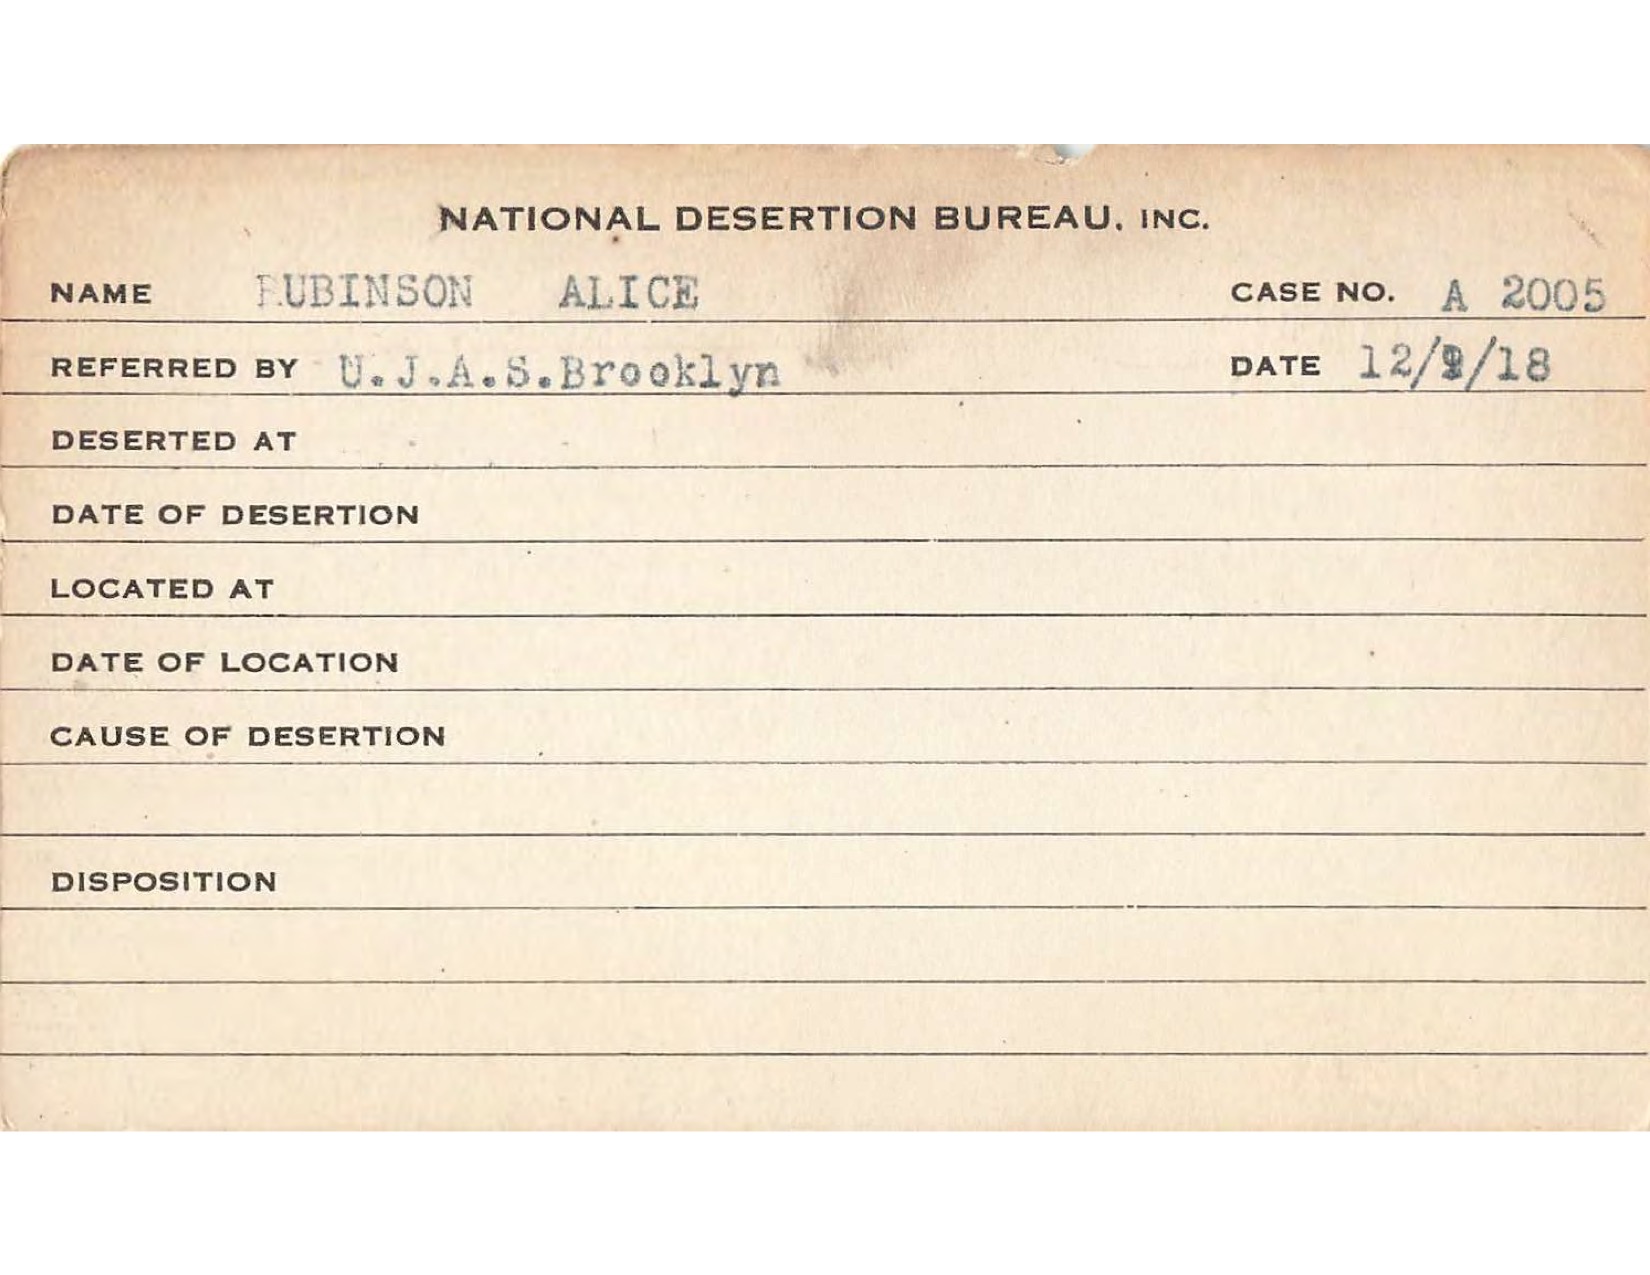 NATIONAL DESERTION BUREAU, INC.
NAME RUBINSON ALICE CASE NO. A 2005
REFERRED BY U.J.A.S.Brooklyn DATE 12/9/18
DESERTED AT
DATE OF DESERTION
LOCATED AT
DATE OF LOCATION
CAUSE OF DESERTION
DISPOSITION